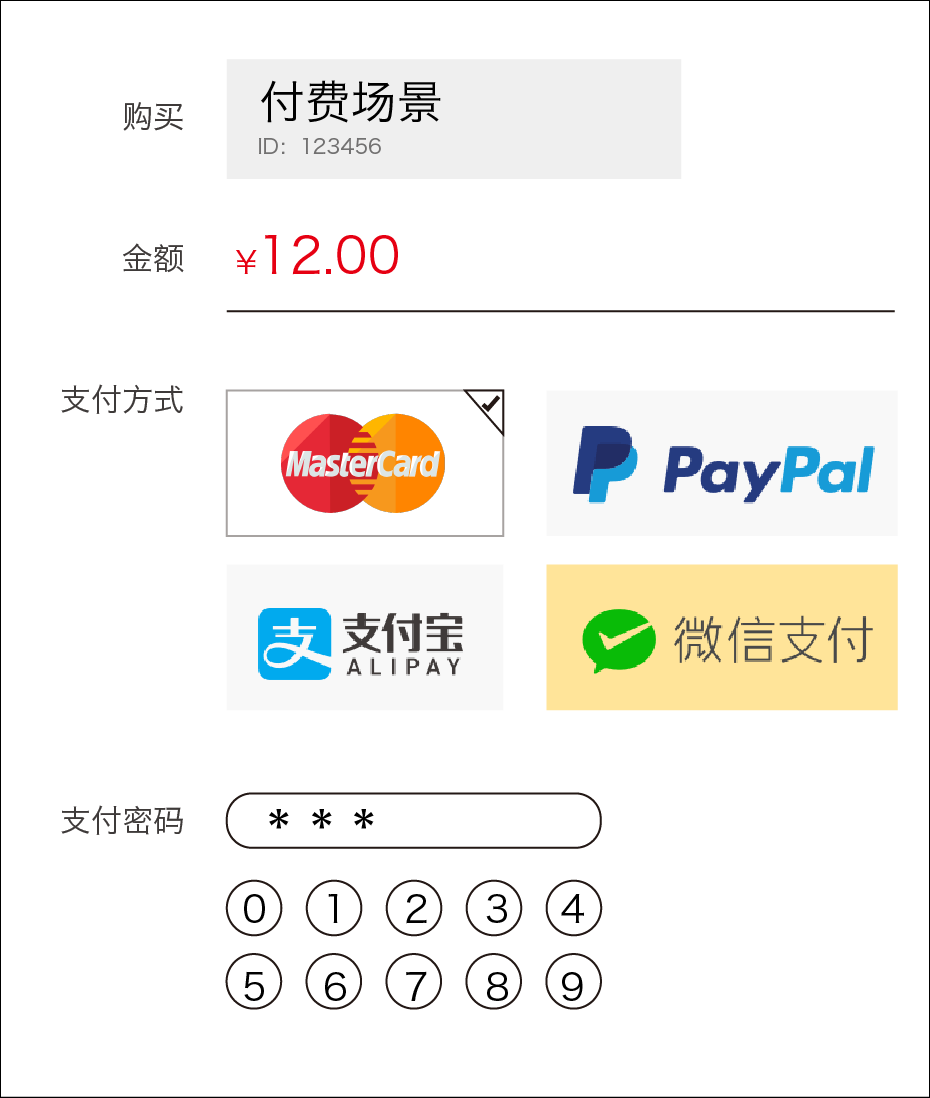 购买
付费场景
ID: 123456
金额
¥12.00
支付方式
MasterCard
PayPal
支 支付宝
ALIPAY
微信支付
支付密码
* * *
0 1 2 3 4
5 6 7 8 9